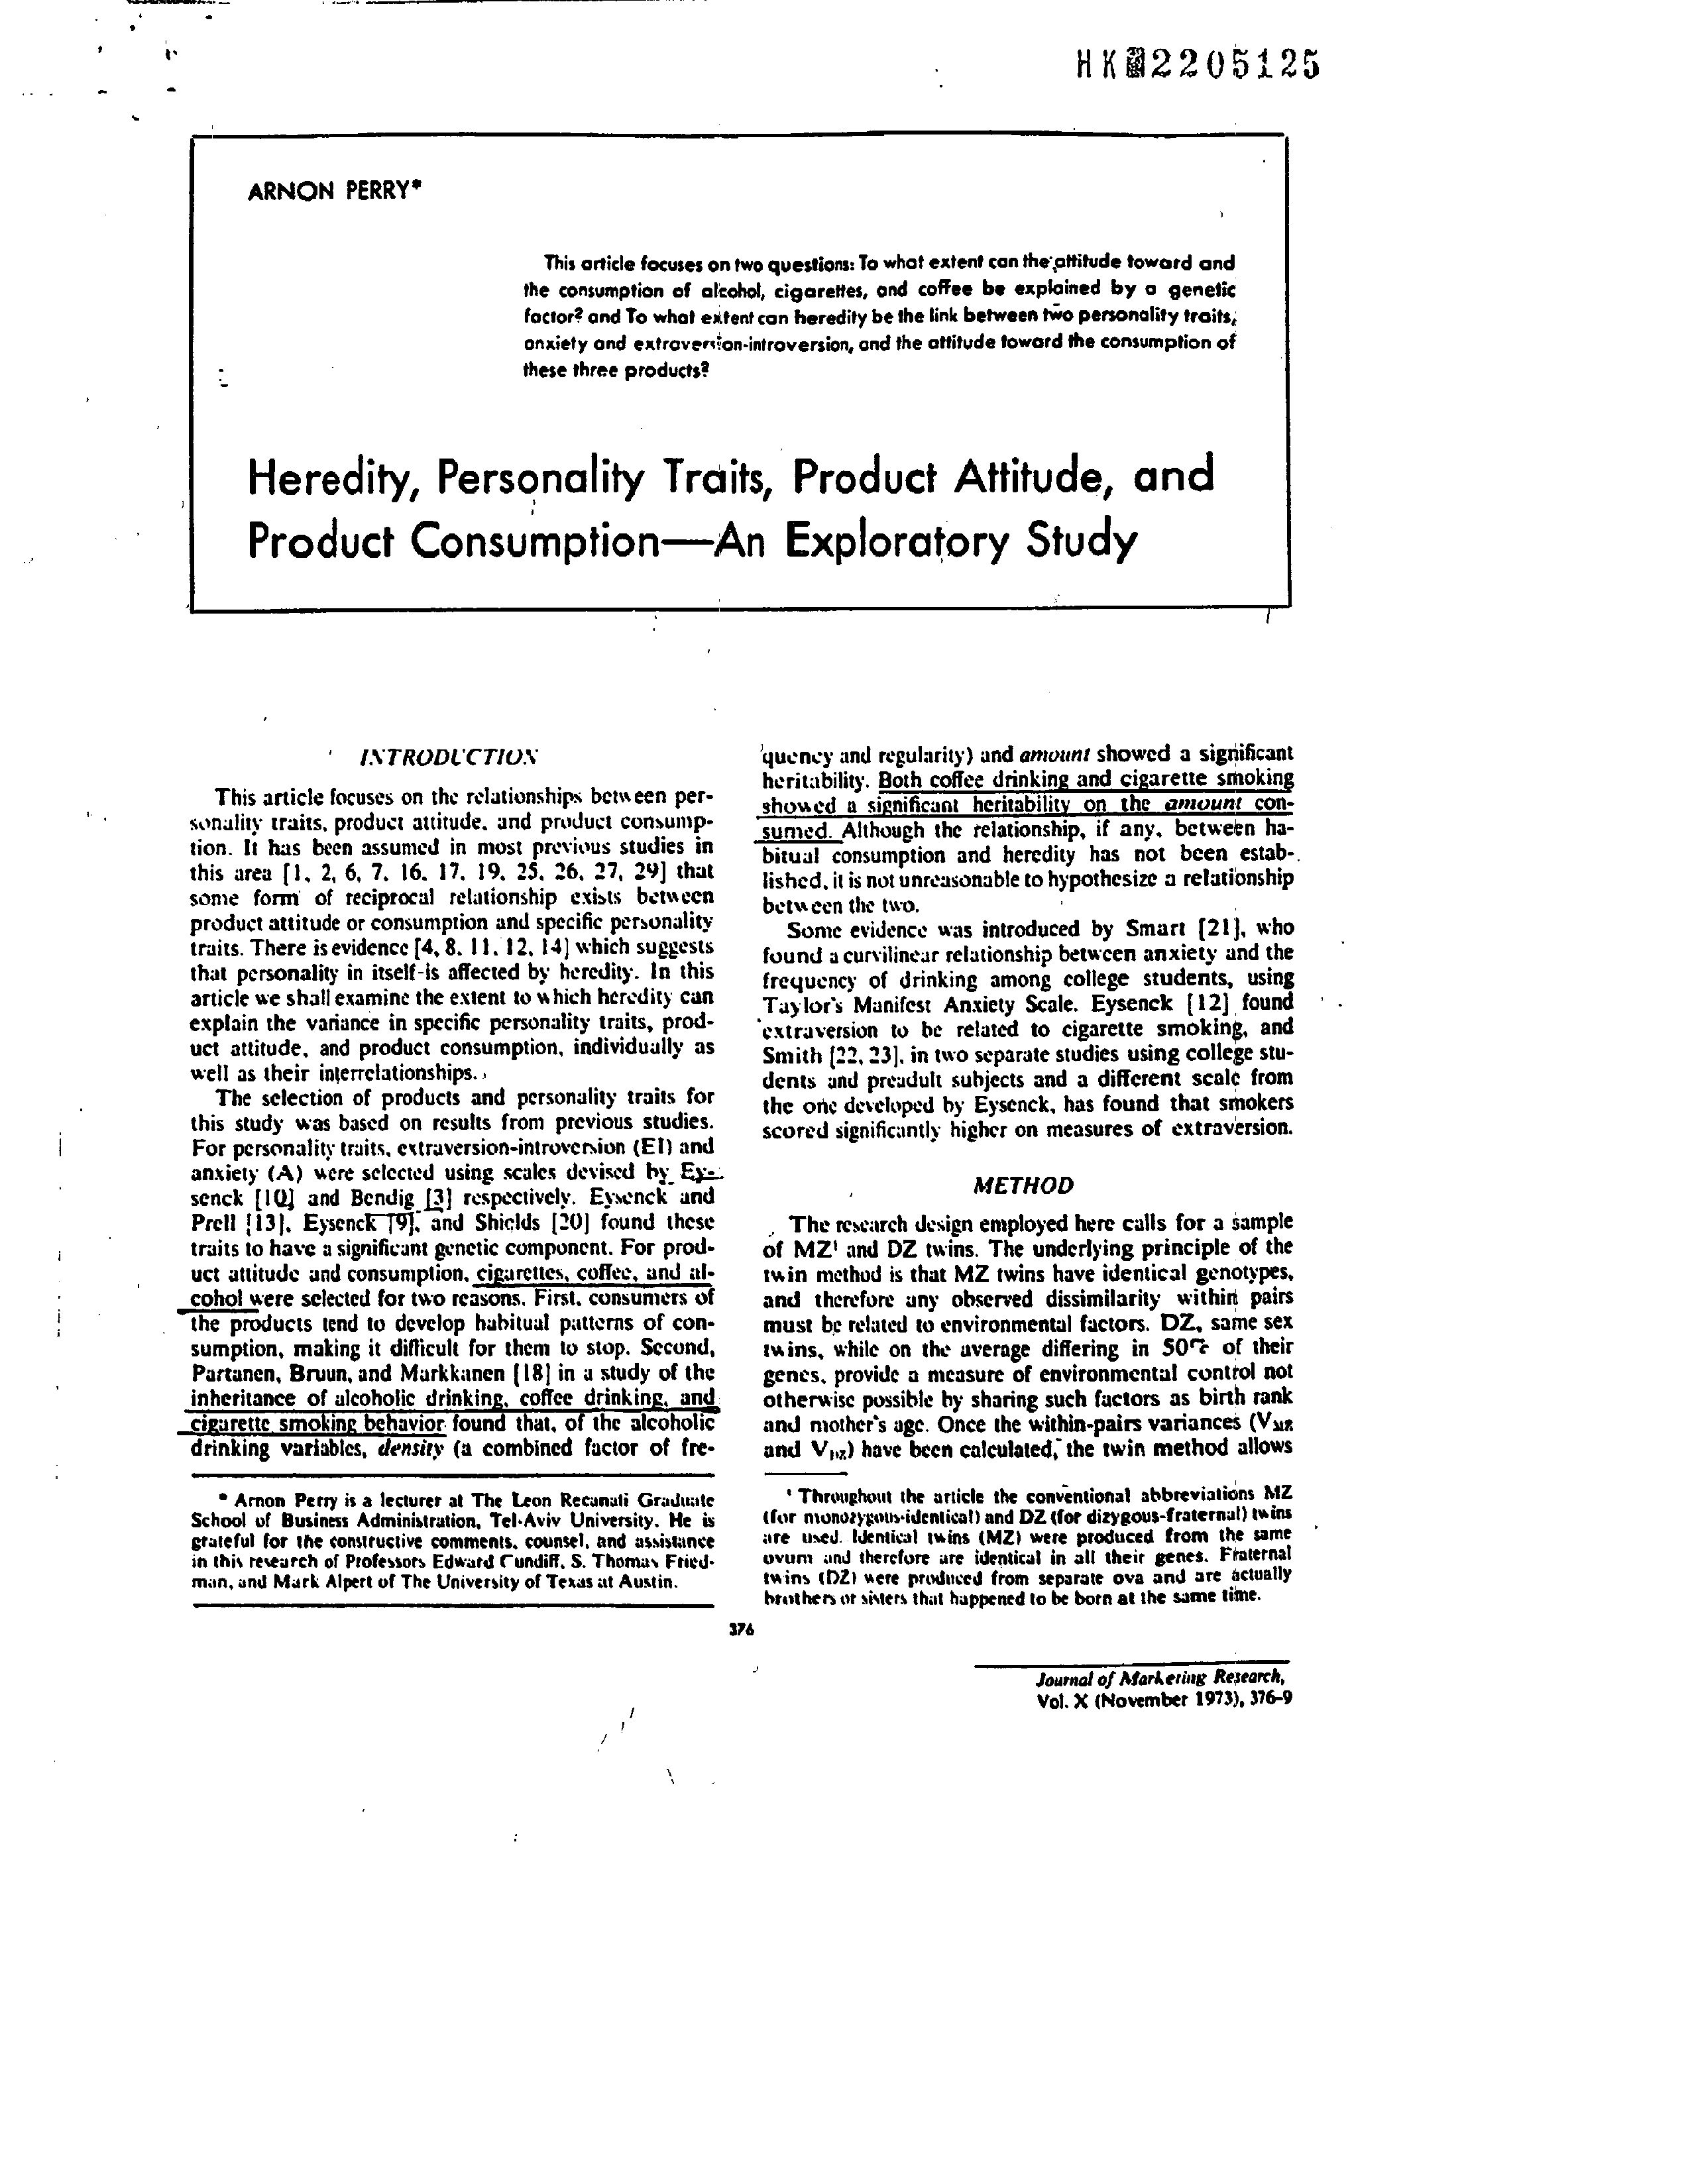 HK 2205125
ARNON PERRY*
This article focuses on two questions: To what extent can the attitude toward and
the consumption of alcohol, cigarettes, and coffee be explained by a genetic
factor? and To what extent can heredity be the link between two personality traits,
anxiety and extraversion-introversion, and the attitude toward the consumption of
these three products?
Heredity, Personality Traits, Product Attitude, and
Product Consumption—An Exploratory Study
INTRODUCTION
This article focuses on the relationships between per-
sonality traits, product attitude, and product consump-
tion. It has been assumed in most previous studies in
this area [1, 2, 6, 7, 16, 17, 19, 25, 26, 27, 29] that
some form of reciprocal relationship exists between
product attitude or consumption and specific personality
traits. There is evidence [4, 8, 11, 12, 14] which suggests
that personality in itself is affected by heredity. In this
article we shall examine the extent to which heredity can
explain the variance in specific personality traits, prod-
uct attitude, and product consumption, individually as
well as their interrelationships.
The selection of products and personality traits for
this study was based on results from previous studies.
For personality traits, extraversion-introversion (EI) and
anxiety (A) were selected using scales devised by Ey-
senck [10] and Bendig [3] respectively. Eysenck and
Prell [13], Eysenck [9], and Shields [20] found these
traits to have a significant genetic component. For prod-
uct attitude and consumption, cigarettes, coffee, and al-
cohol were selected for two reasons. First, consumers of
the products tend to develop habitual patterns of con-
sumption, making it difficult for them to stop. Second,
Partanen, Bruun, and Markkanen [18] in a study of the
inheritance of alcoholic drinking, coffee drinking, and
cigarette smoking behavior found that, of the alcoholic
drinking variables, density (a combined factor of fre-
* Arnon Perry is a lecturer at The Leon Recanati Graduate
School of Business Administration, Tel-Aviv University. He is
grateful for the constructive comments, counsel, and assistance
in this research of Professors Edward Cundiff, S. Thomas Fried-
man, and Mark Alpert of The University of Texas at Austin.
quency and regularity) and amount showed a significant
heritability. Both coffee drinking and cigarette smoking
showed a significant heritability on the amount con-
sumed. Although the relationship, if any, between ha-
bitual consumption and heredity has not been estab-
lished, it is not unreasonable to hypothesize a relationship
between the two.
Some evidence was introduced by Smart [21], who
found a curvilinear relationship between anxiety and the
frequency of drinking among college students, using
Taylor's Manifest Anxiety Scale. Eysenck [12] found
extraversion to be related to cigarette smoking, and
Smith [22, 23], in two separate studies using college stu-
dents and preadult subjects and a different scale from
the one developed by Eysenck, has found that smokers
scored significantly higher on measures of extraversion.
METHOD
The research design employed here calls for a sample
of MZ¹ and DZ twins. The underlying principle of the
twin method is that MZ twins have identical genotypes,
and therefore any observed dissimilarity within pairs
must be related to environmental factors. DZ, same sex
twins, while on the average differing in 50% of their
genes, provide a measure of environmental control not
otherwise possible by sharing such factors as birth rank
and mother's age. Once the within-pairs variances (VMZ
and VDZ) have been calculated, the twin method allows
¹ Throughout the article the conventional abbreviations MZ
(for monozygous-identical) and DZ (for dizygous-fraternal) twins
are used. Identical twins (MZ) were produced from the same
ovum and therefore are identical in all their genes. Fraternal
twins (DZ) were produced from separate ova and are actually
brothers or sisters that happened to be born at the same time.
376
Journal of Marketing Research,
Vol. X (November 1973), 376-9